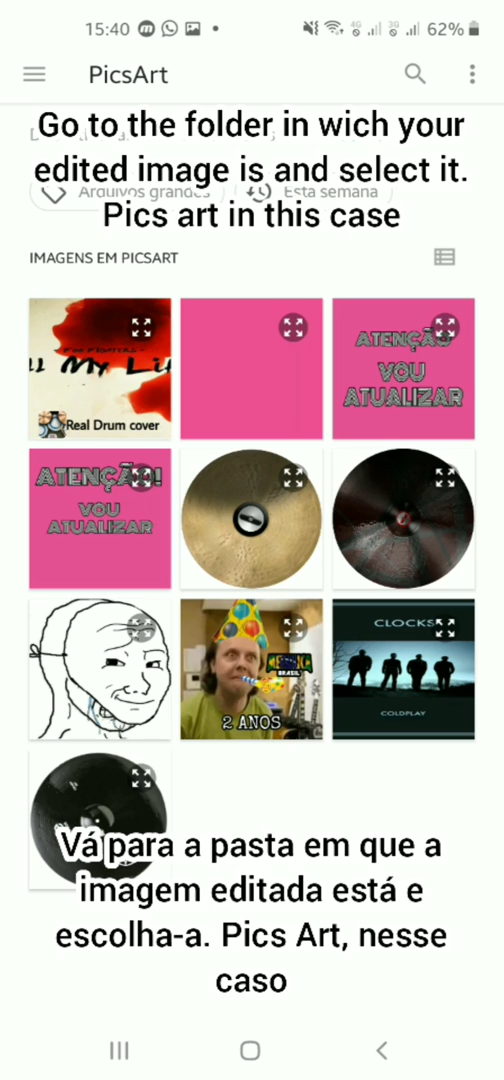 15:40
4G
3G
62%
PicsArt
Go to the folder in wich your
edited image is and select it.
Arquivos grandes
Esta semana
Pics art in this case
IMAGENS EM PICSART
Real Drum cover
ATENÇÃO
VOU
ATUALIZAR
ATENÇÃO!
VOU
ATUALIZAR
BRASIL
2 ANOS
CLOCKS
COLDPLAY
Vá para a pasta em que a
imagem editada está e
escolha-a. Pics Art, nesse
caso